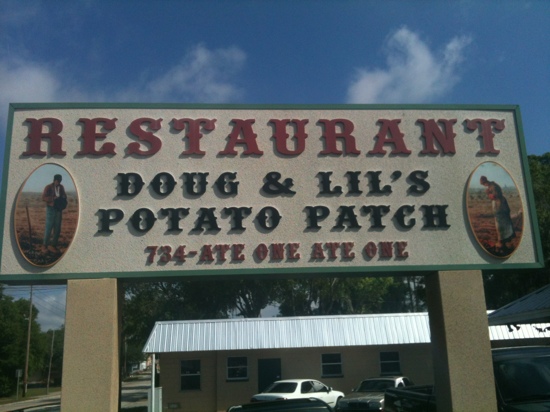 RESTAURANT
DOUG & LIL'S
POTATO PATCH
734-ATE ONE ATE ONE